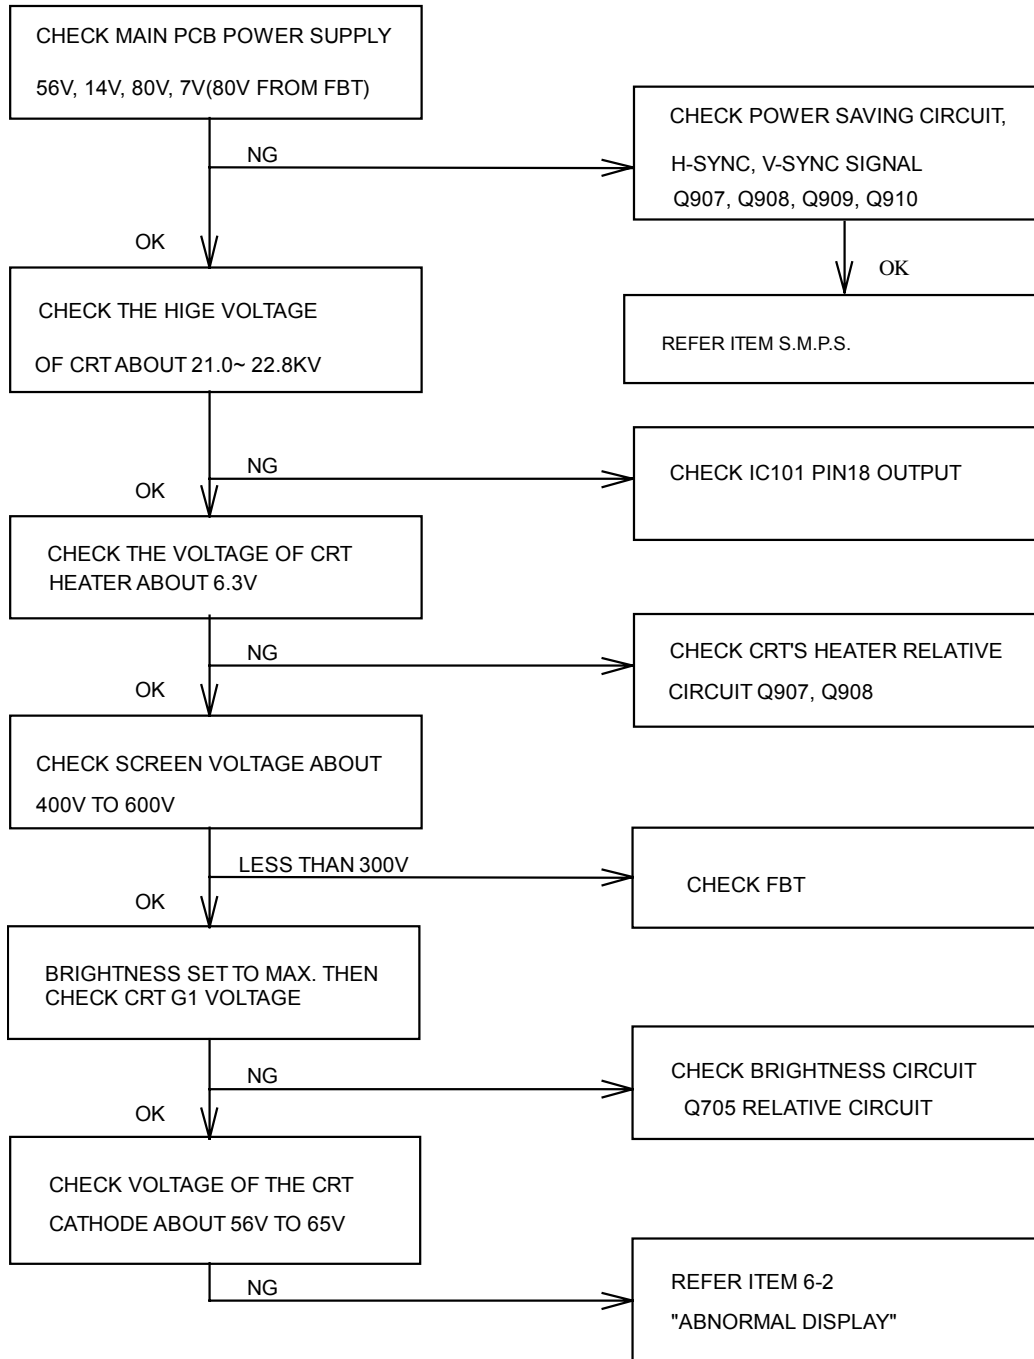 CHECK MAIN PCB POWER SUPPLY
56V, 14V, 80V, 7V(80V FROM FBT)
NG
CHECK POWER SAVING CIRCUIT,
H-SYNC, V-SYNC SIGNAL
Q907, Q908, Q909, Q910
OK
OK
CHECK THE HIGE VOLTAGE
OF CRT ABOUT 21.0~ 22.8KV
REFER ITEM S.M.P.S.
NG
CHECK IC101 PIN18 OUTPUT
OK
CHECK THE VOLTAGE OF CRT
HEATER ABOUT 6.3V
NG
CHECK CRT'S HEATER RELATIVE
CIRCUIT Q907, Q908
OK
CHECK SCREEN VOLTAGE ABOUT
400V TO 600V
LESS THAN 300V
CHECK FBT
OK
BRIGHTNESS SET TO MAX. THEN
CHECK CRT G1 VOLTAGE
NG
CHECK BRIGHTNESS CIRCUIT
Q705 RELATIVE CIRCUIT
OK
CHECK VOLTAGE OF THE CRT
CATHODE ABOUT 56V TO 65V
NG
REFER ITEM 6-2
"ABNORMAL DISPLAY"